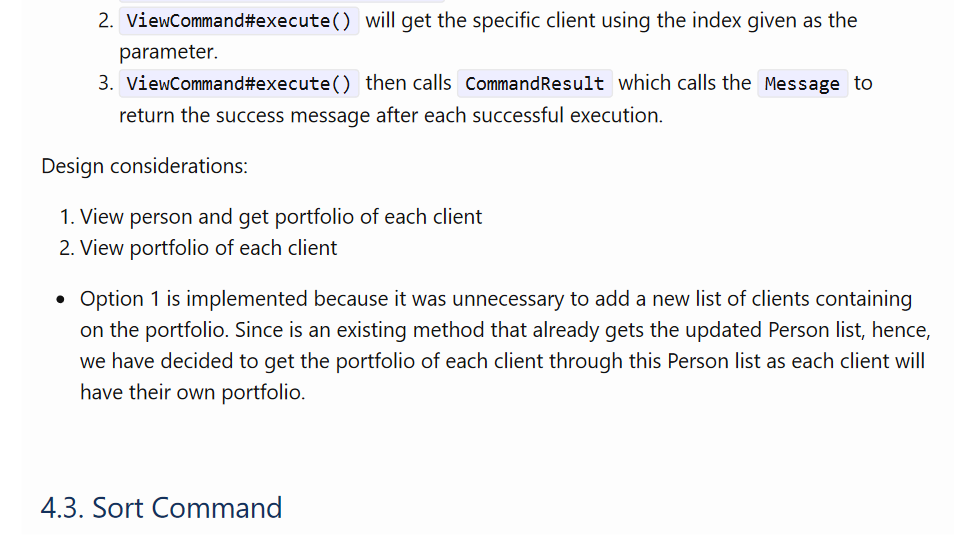 2. ViewCommand#execute() will get the specific client using the index given as the
parameter.
3. ViewCommand#execute() then calls CommandResult which calls the Message to
return the success message after each successful execution.
Design considerations:
1. View person and get portfolio of each client
2. View portfolio of each client
• Option 1 is implemented because it was unnecessary to add a new list of clients containing
on the portfolio. Since is an existing method that already gets the updated Person list, hence,
we have decided to get the portfolio of each client through this Person list as each client will
have their own portfolio.
4.3. Sort Command